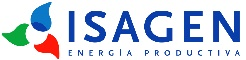 ISAGEN
ENERGÍA PRODUCTIVA